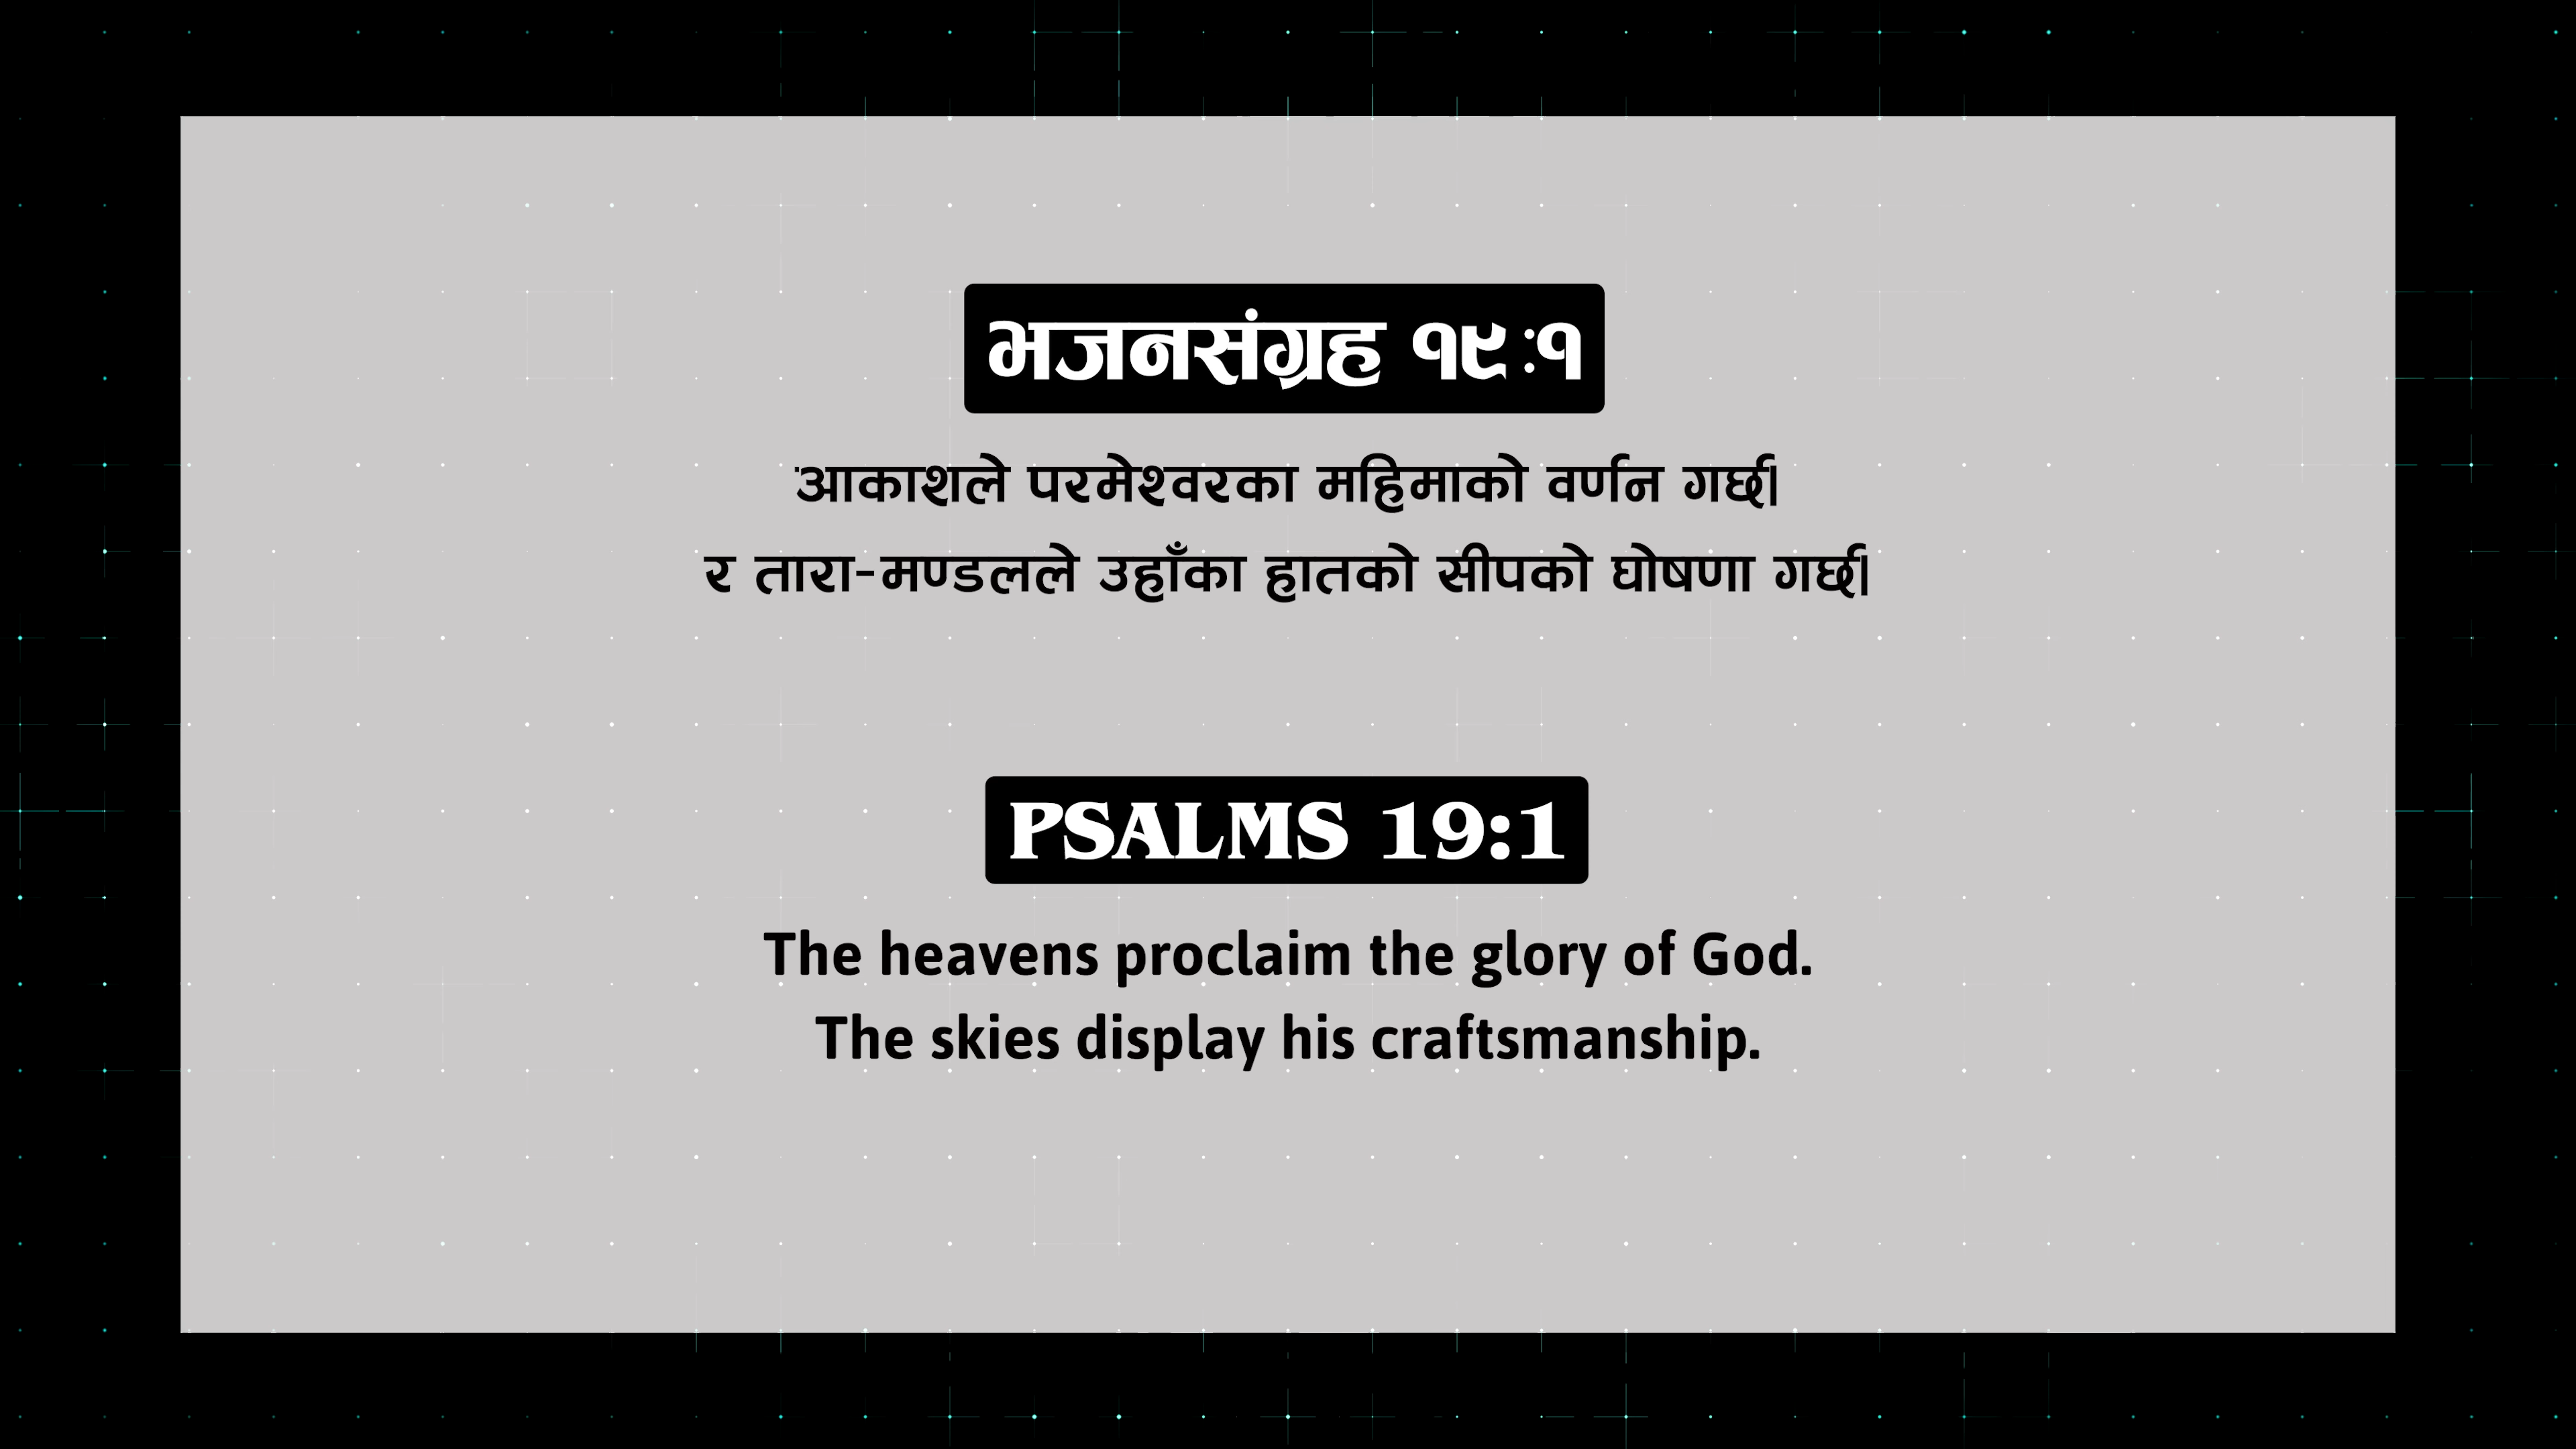 भजनसंग्रह १९:१
आकाशले परमेश्वरका महिमाको वर्णन गर्छ।
र तारा-मण्डलले उहाँका हातको सीपको घोषणा गर्छ।
PSALMS 19:1
The heavens proclaim the glory of God.
The skies display his craftsmanship.